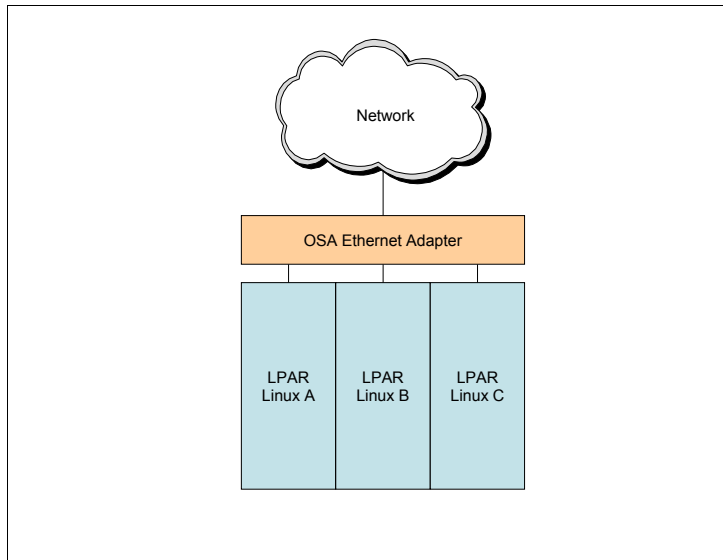 Network
OSA Ethernet Adapter
LPAR
Linux A
LPAR
Linux B
LPAR
Linux C